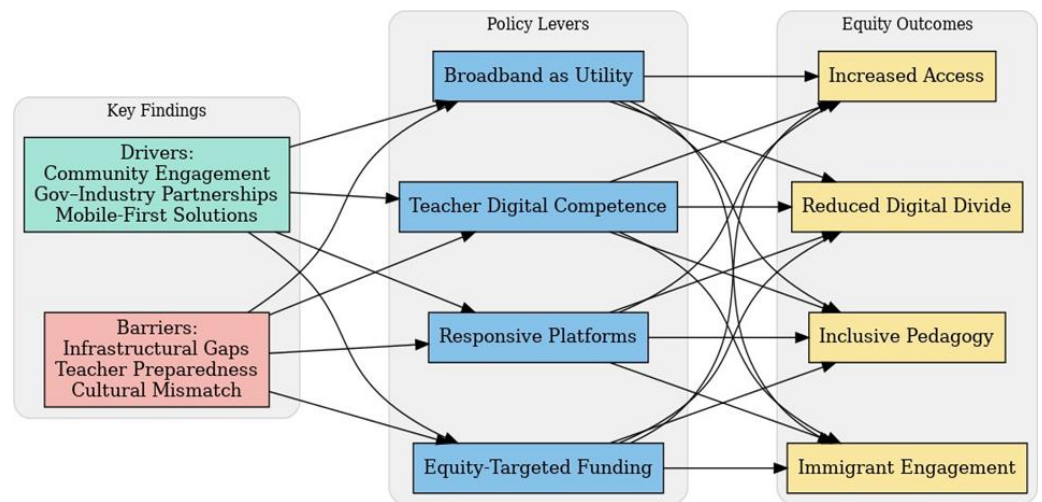 Key Findings
Drivers:
Community Engagement
Gov–Industry Partnerships
Mobile-First Solutions
Barriers:
Infrastructural Gaps
Teacher Preparedness
Cultural Mismatch
Policy Levers
Broadband as Utility
Teacher Digital Competence
Responsive Platforms
Equity-Targeted Funding
Equity Outcomes
Increased Access
Reduced Digital Divide
Inclusive Pedagogy
Immigrant Engagement